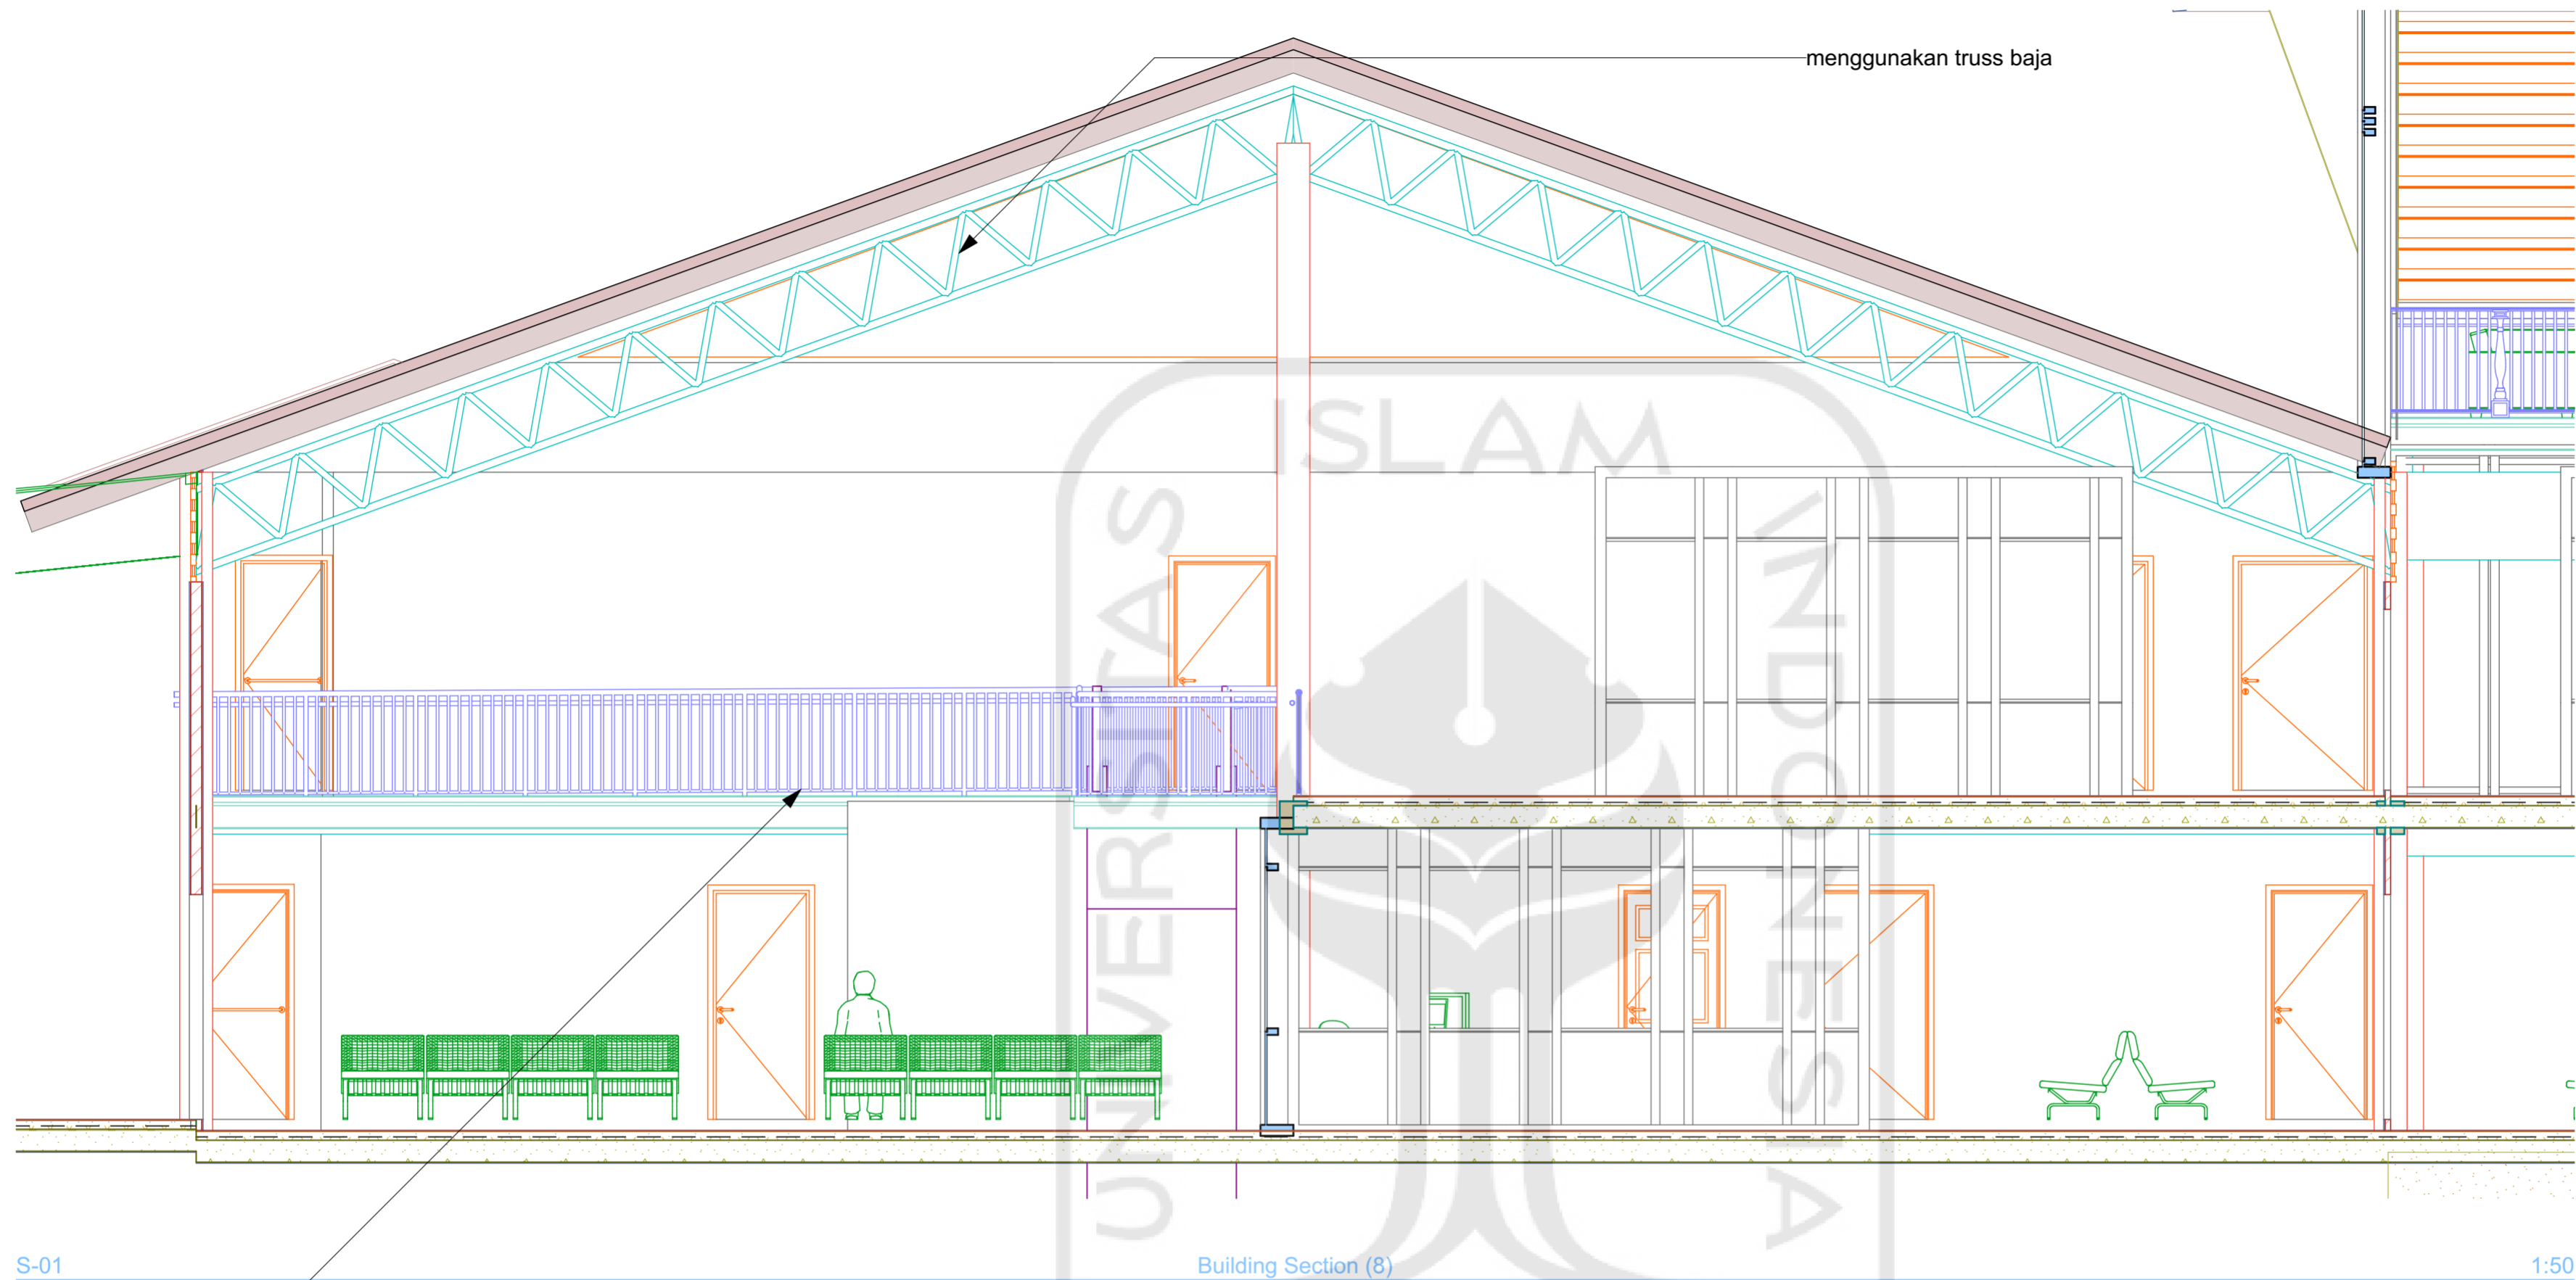 menggunakan truss baja
ISLAM
UNIVERSITAS
INDONESIA
S-01
Building Section (8)
1:50